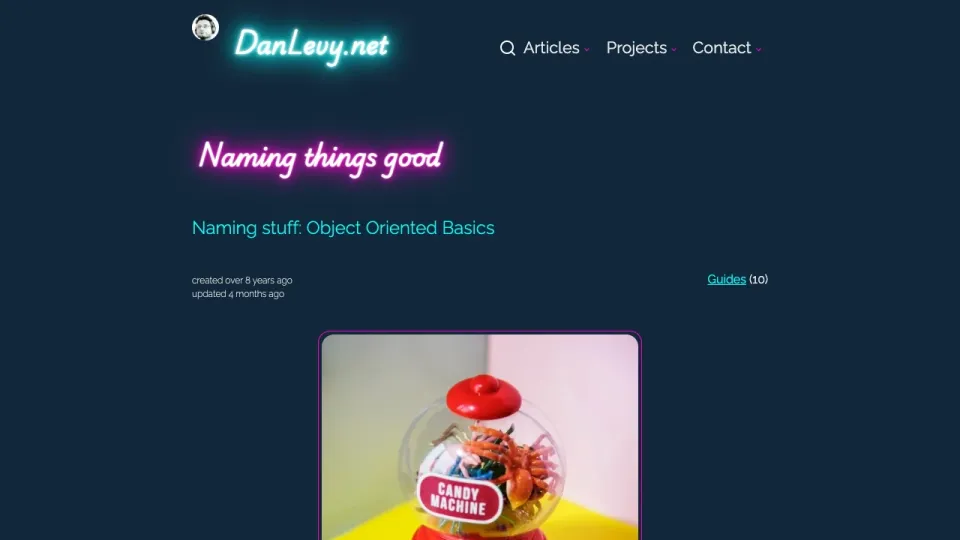 DanLevy.net
Articles
Projects
Contact
Naming things good
Naming stuff: Object Oriented Basics
created over 8 years ago
updated 4 months ago
Guides (10)
CANDY
MACHINE